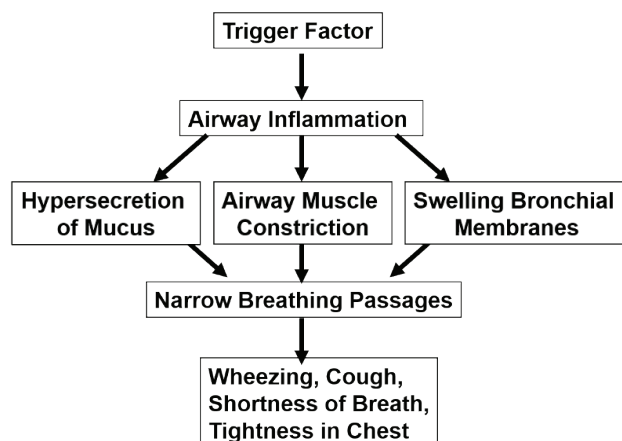 Trigger Factor
Airway Inflammation
Hypersecretion
of Mucus
Airway Muscle
Constriction
Swelling Bronchial
Membranes
Narrow Breathing Passages
Wheezing, Cough,
Shortness of Breath,
Tightness in Chest